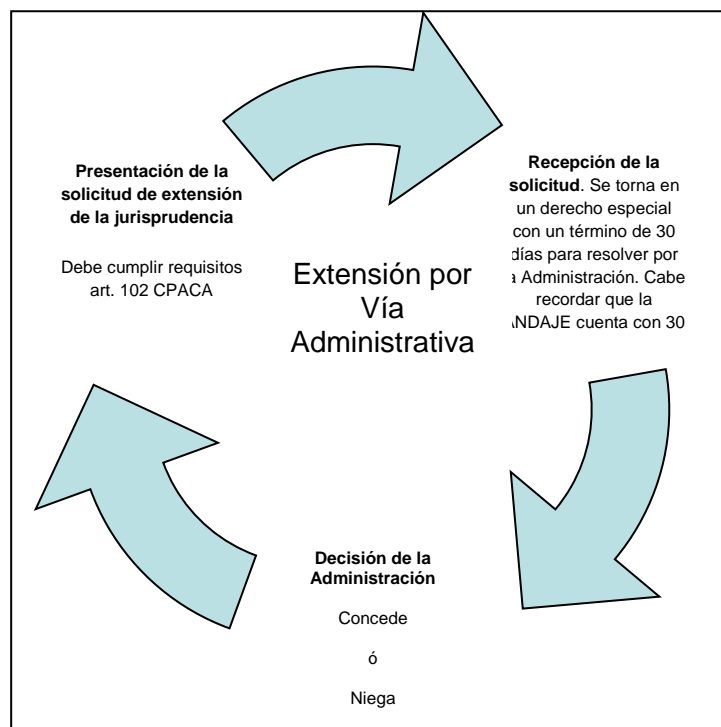 Presentación de la
solicitud de extensión
de la jurisprudencia
Debe cumplir requisitos
art. 102 CPACA
Extensión por
Vía
Administrativa
Recepción de la
solicitud. Se torna en
un derecho especial
con un término de 30
días para resolver por
a Administración. Cabe
recordar que la
ANDAJE cuenta con 30
Decisión de la
Administración
Concede
ó
Niega